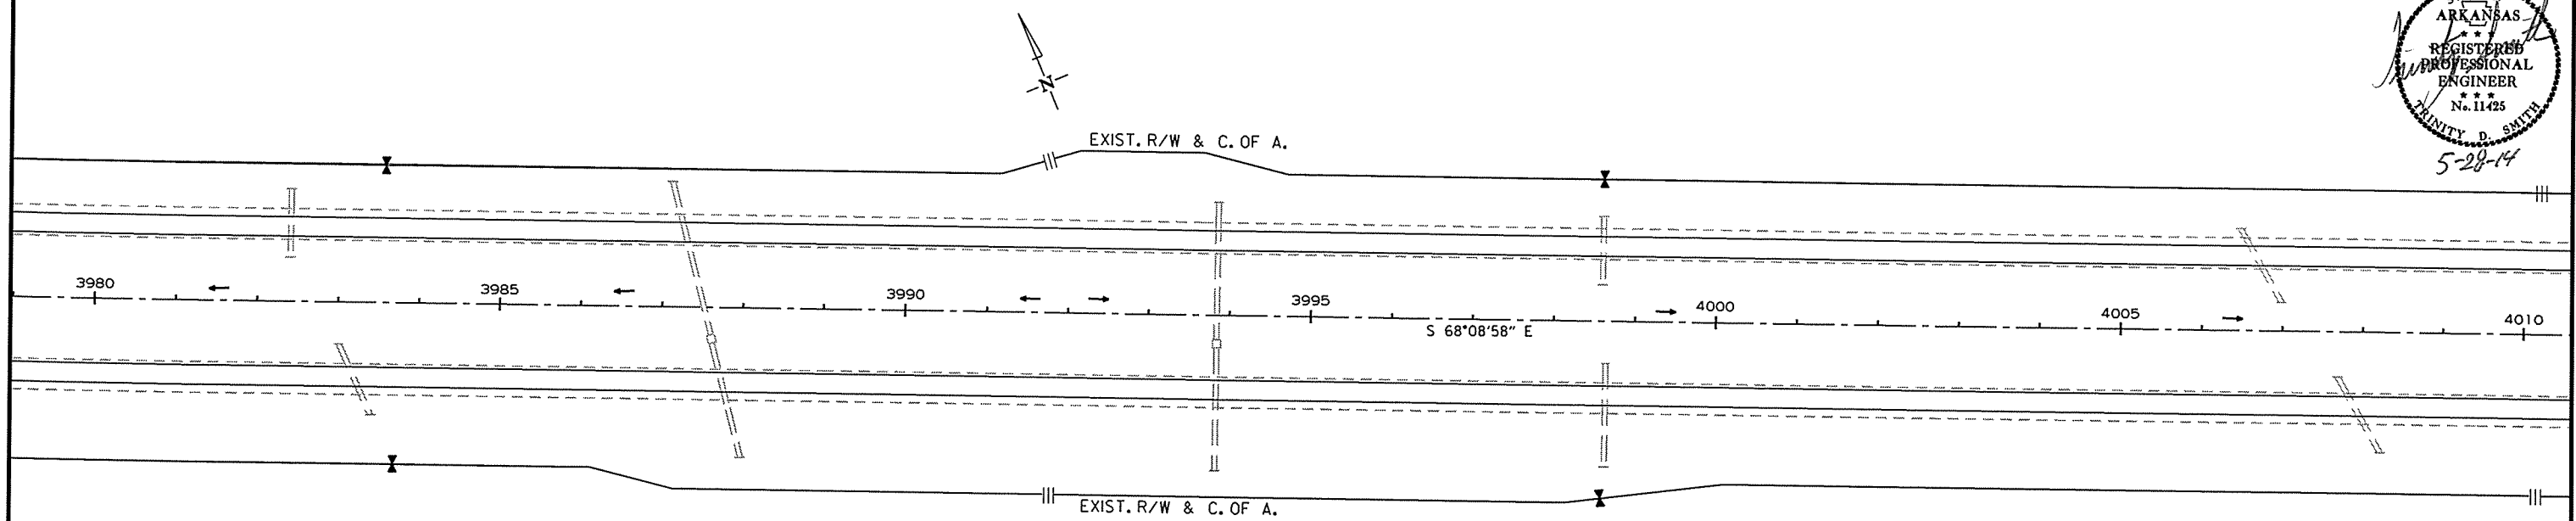 ARKANSAS
★ ★ ★
REGISTERED
PROFESSIONAL
ENGINEER
★ ★ ★
No. 11425
TRINITY D. SMITH
5-28-14
N
EXIST. R/W & C. OF A.
3980
3985
3990
3995
4000
4005
4010
S 68°08'58" E
EXIST. R/W & C. OF A.